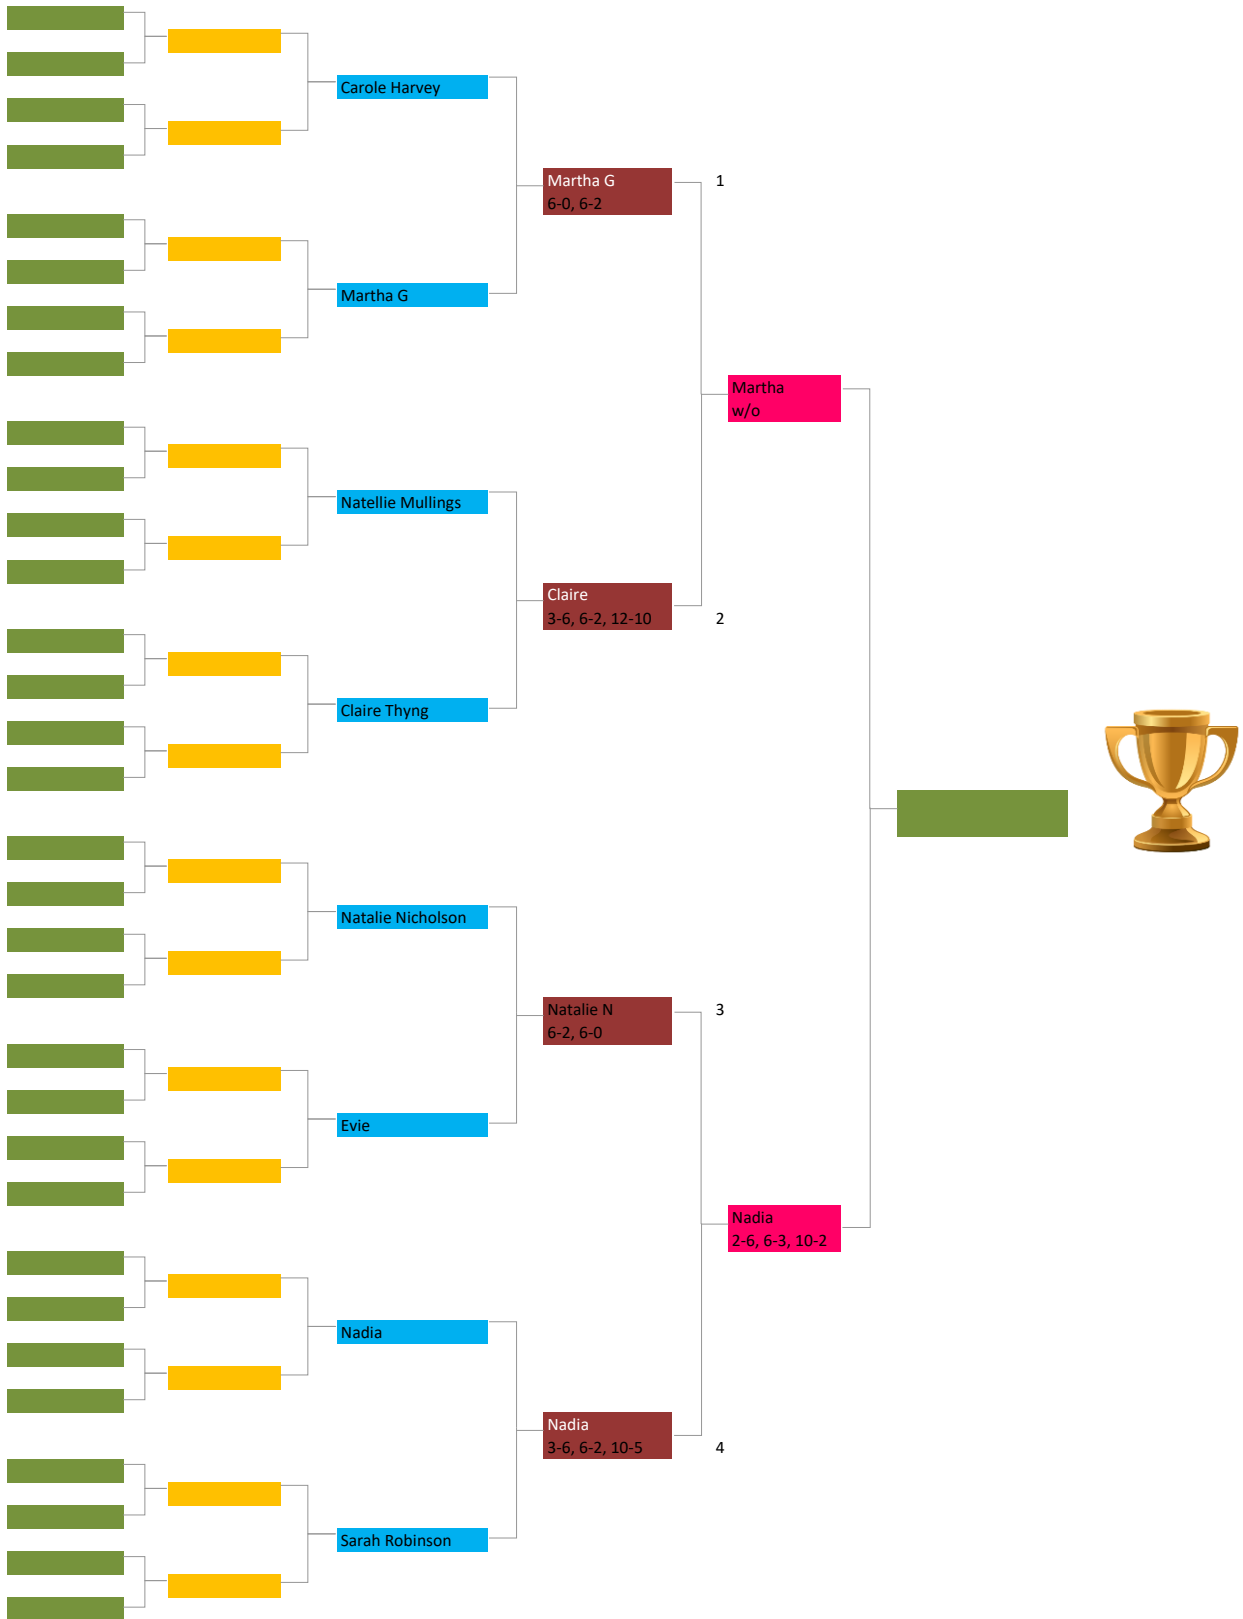 Carole Harvey
Martha G
6-0, 6-2
1
Martha G
Martha
w/o
Natellie Mullings
Claire
3-6, 6-2, 12-10
2
Claire Thyng
Natalie Nicholson
Natalie N
6-2, 6-0
3
Evie
Nadia
2-6, 6-3, 10-2
Nadia
Nadia
3-6, 6-2, 10-5
4
Sarah Robinson